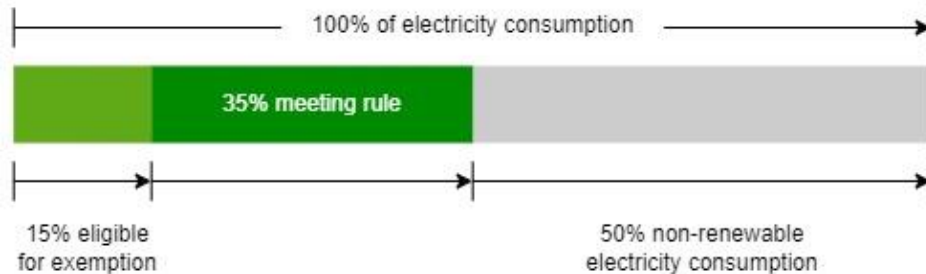 100% of electricity consumption
35% meeting rule
15% eligible
for exemption
50% non-renewable
electricity consumption